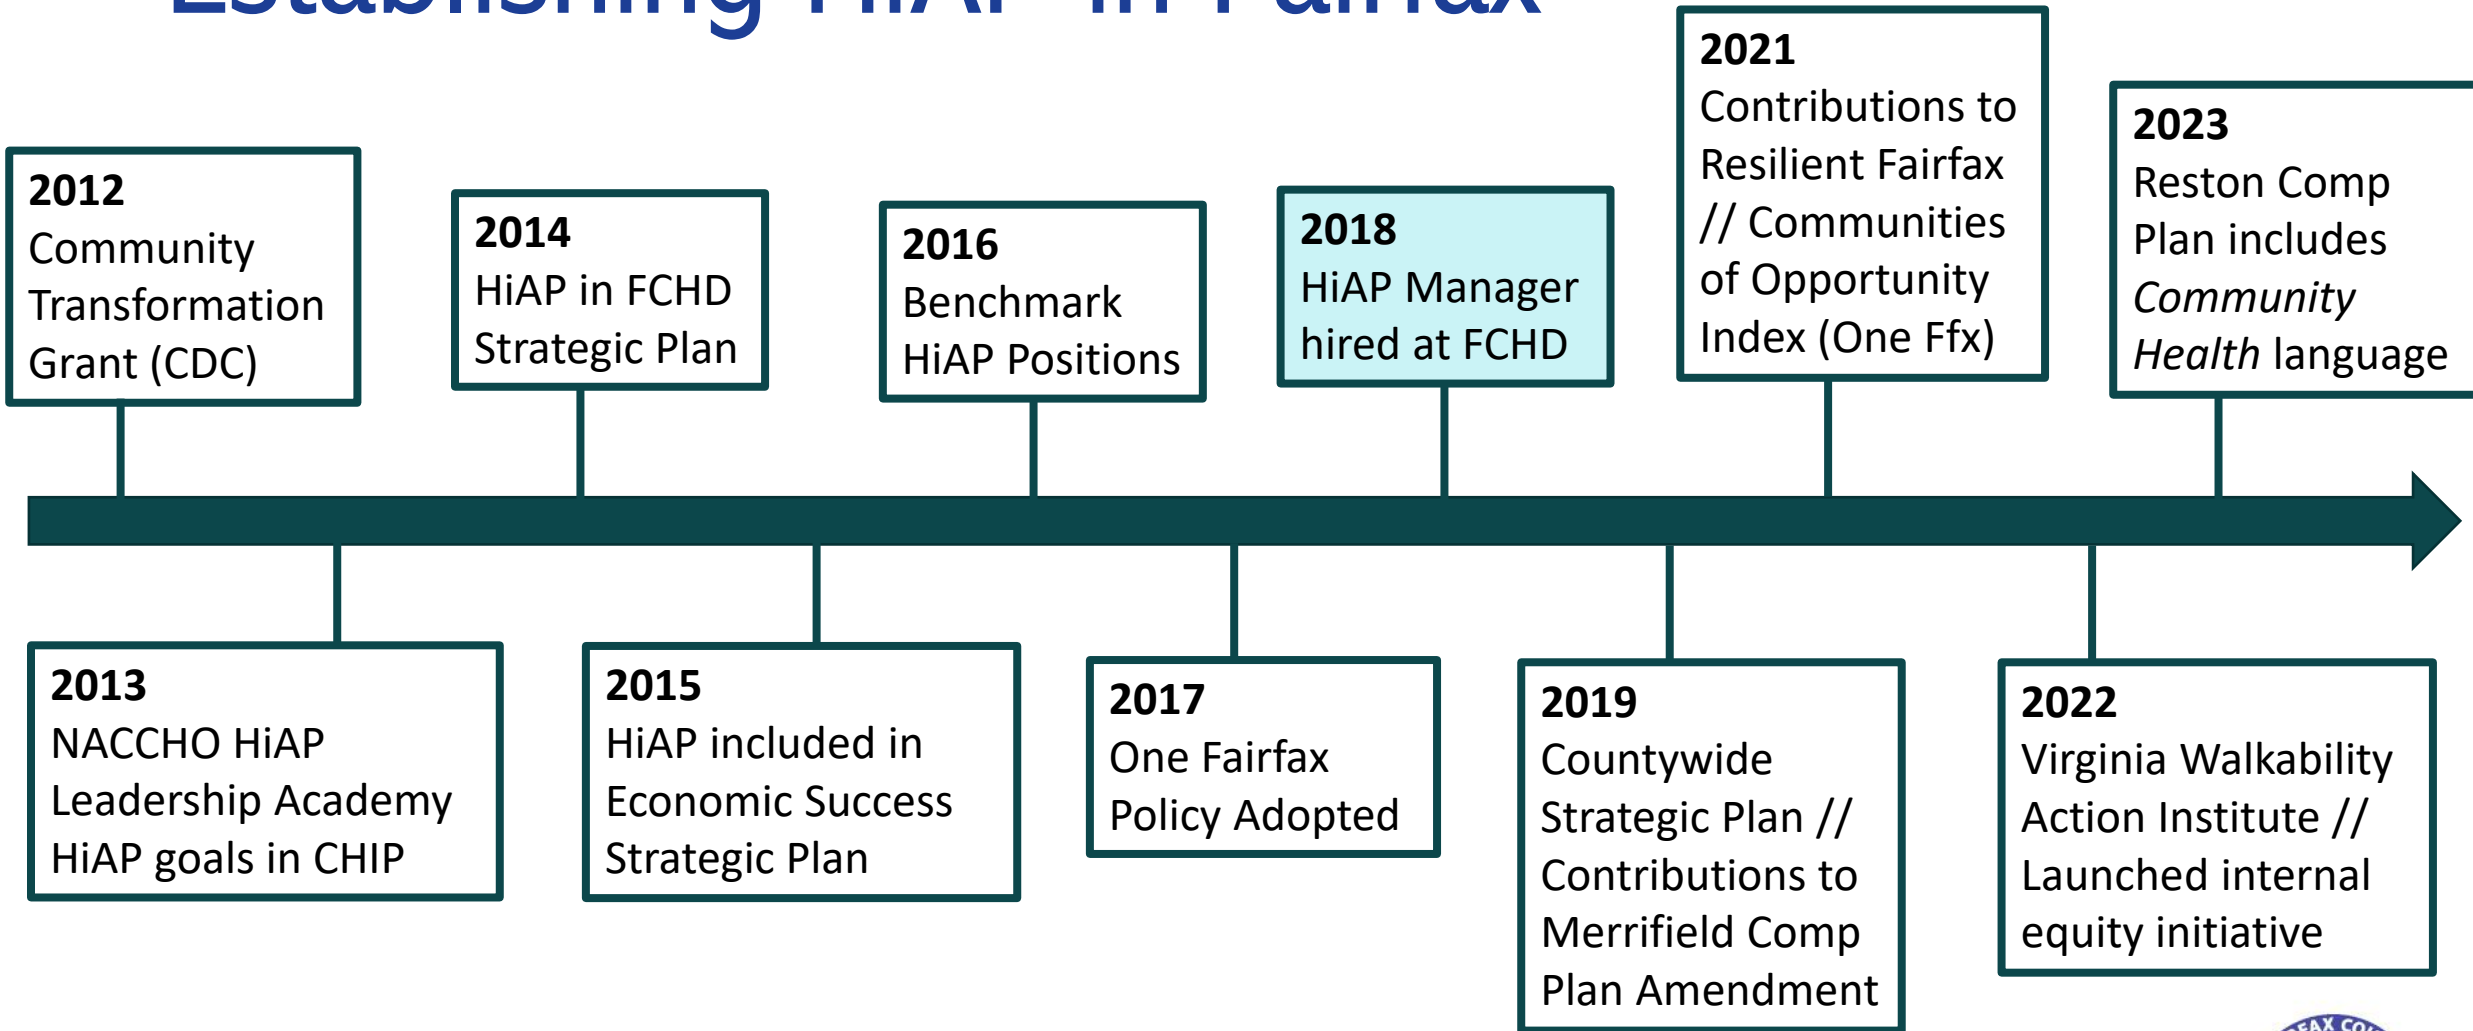 Establishing HiAP in Fairfax
2012
Community
Transformation
Grant (CDC)
2014
HiAP in FCHD
Strategic Plan
2016
Benchmark
HiAP Positions
2018
HiAP Manager
hired at FCHD
2021
Contributions to
Resilient Fairfax
// Communities
of Opportunity
Index (One Ffx)
2023
Reston Comp
Plan includes
Community
Health language
2013
NACCHO HiAP
Leadership Academy
HiAP goals in CHIP
2015
HiAP included in
Economic Success
Strategic Plan
2017
One Fairfax
Policy Adopted
2019
Countywide
Strategic Plan //
Contributions to
Merrifield Comp
Plan Amendment
2022
Virginia Walkability
Action Institute //
Launched internal
equity initiative